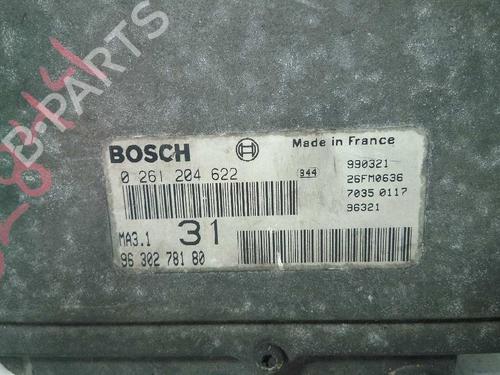 B-PARTS
BOSCH
Made in France
0 261 204 622
944
990321
26FM0636
7035 0117
96321
MA3.1
31
96 302 781 80